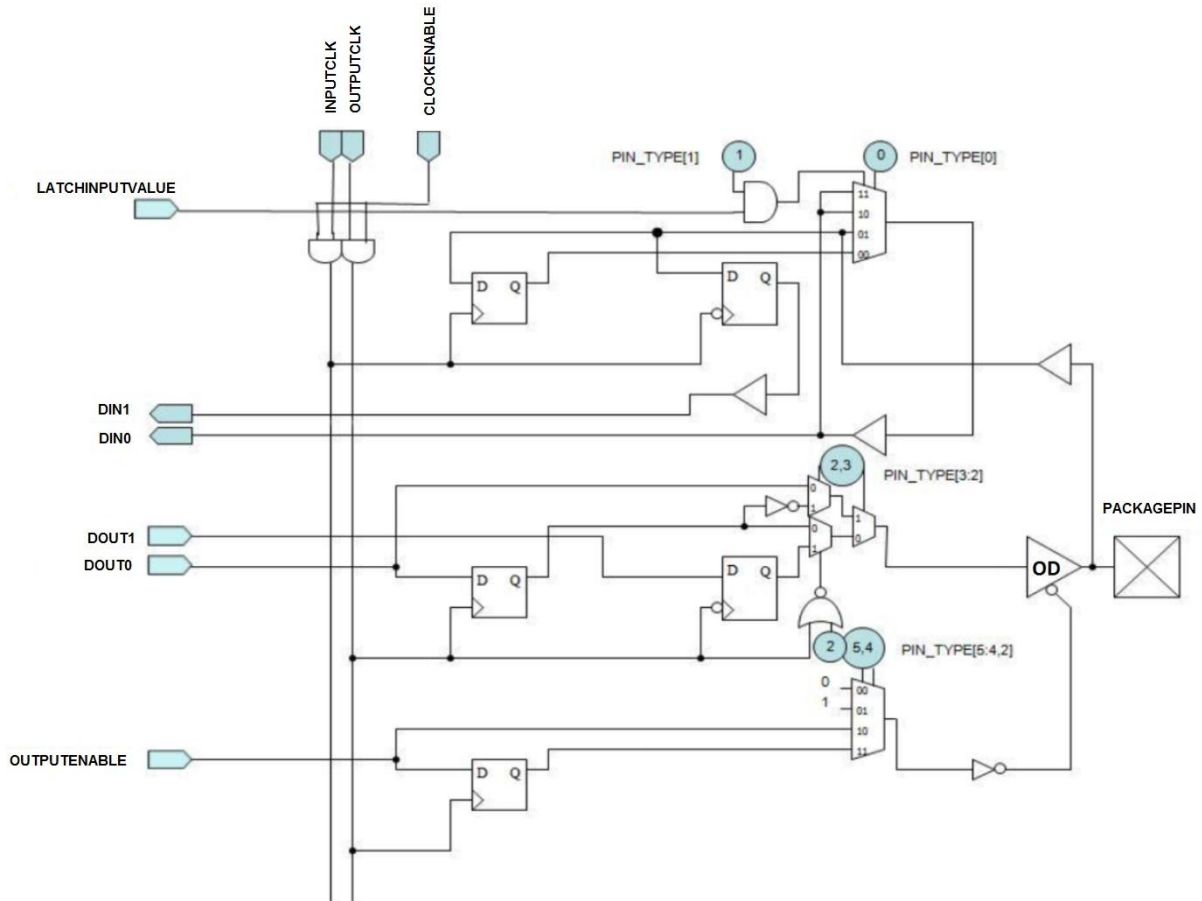 INPUTCLK
OUTPUTCLK
CLOCKENABLE
PIN_TYPE[1]
1
0
PIN_TYPE[0]
LATCHINPUTVALUE
11
10
01
00
D Q
D Q
DIN1
DIN0
2,3
PIN_TYPE[3:2]
0
1
1
0
0
1
PACKAGEPIN
DOUT1
DOUT0
D Q
D Q
OD
2
5,4
PIN_TYPE[5:4,2]
0
1
00
01
10
11
OUTPUTENABLE
D Q